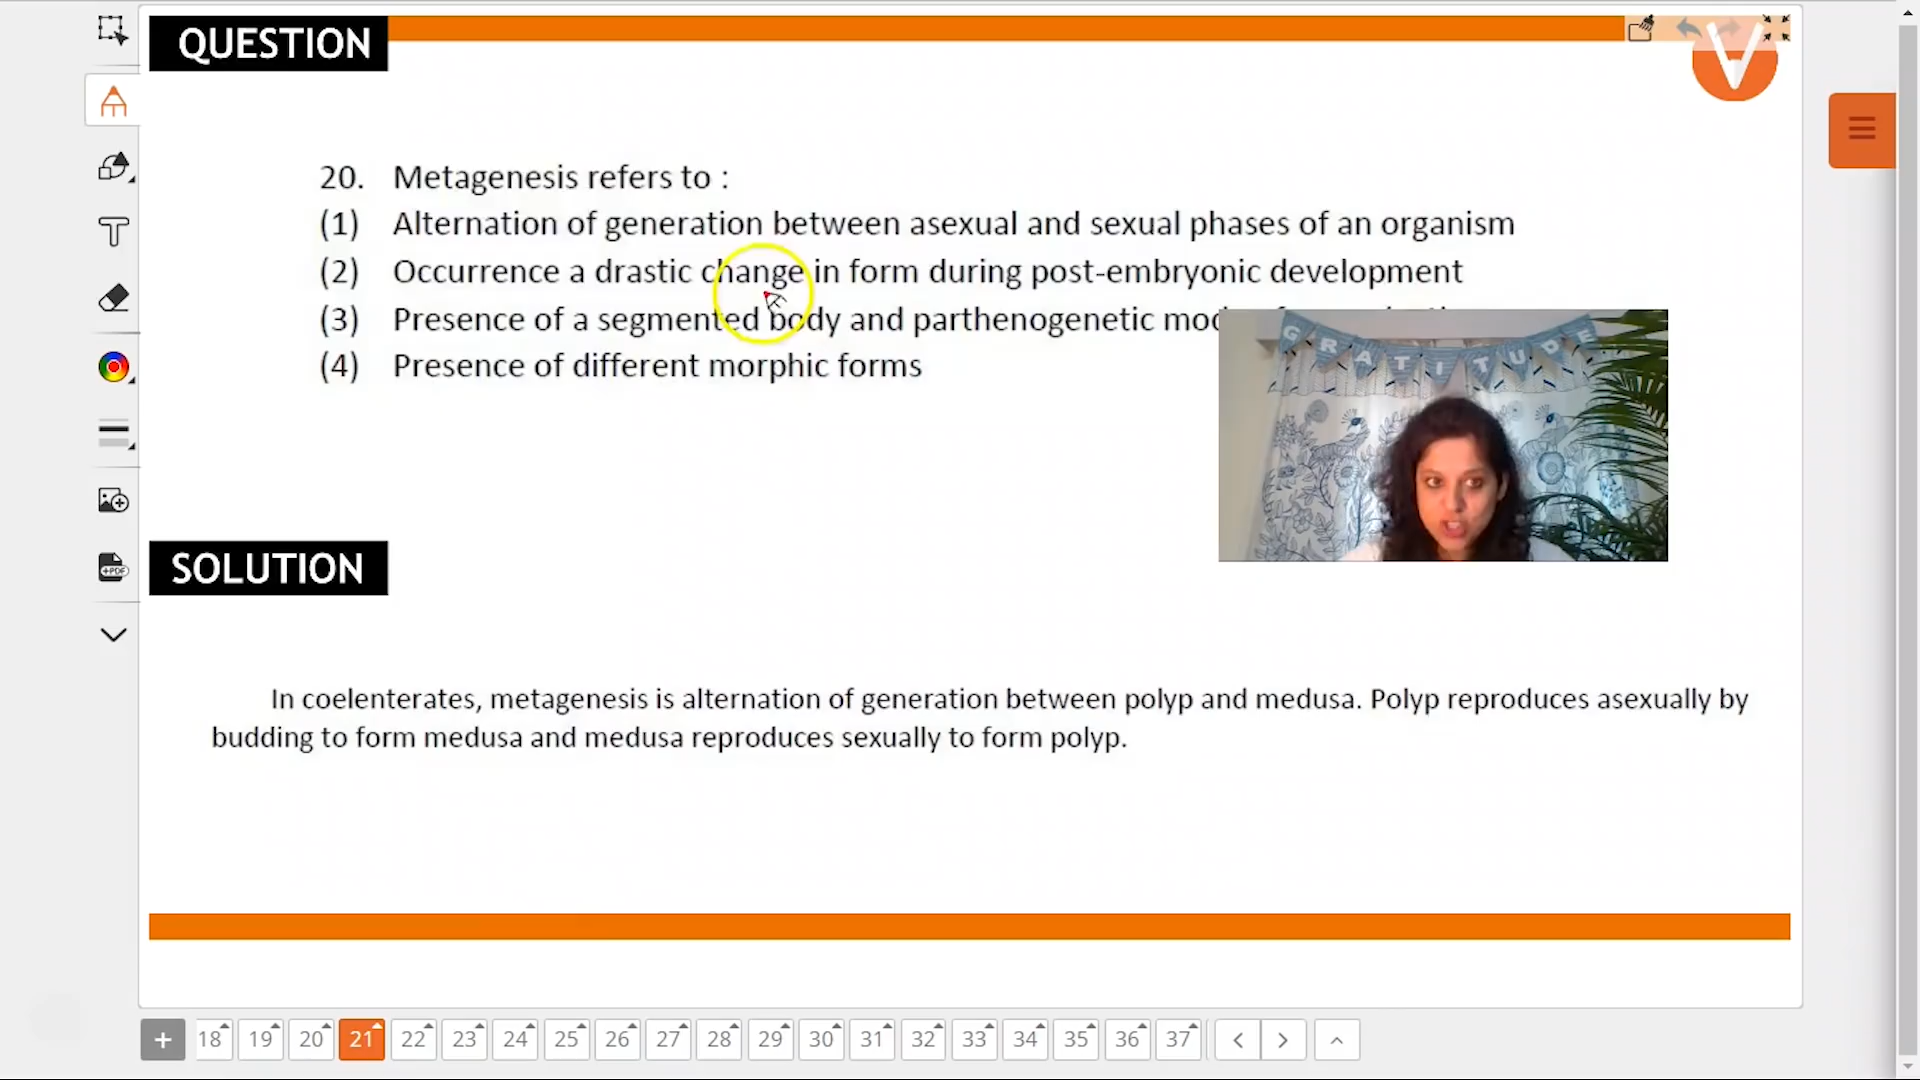 QUESTION
20. Metagenesis refers to :
(1) Alternation of generation between asexual and sexual phases of an organism
(2) Occurrence a drastic change in form during post-embryonic development
(3) Presence of a segmented body and parthenogenetic
(4) Presence of different morphic forms
GRATITUDE
SOLUTION
In coelenterates, metagenesis is alternation of generation between polyp and medusa. Polyp reproduces asexually by
budding to form medusa and medusa reproduces sexually to form polyp.
+PDF
+ 18 19 20 21 22 23 24 25 26 27 28 29 30 31 32 33 34 35 36 37 < >